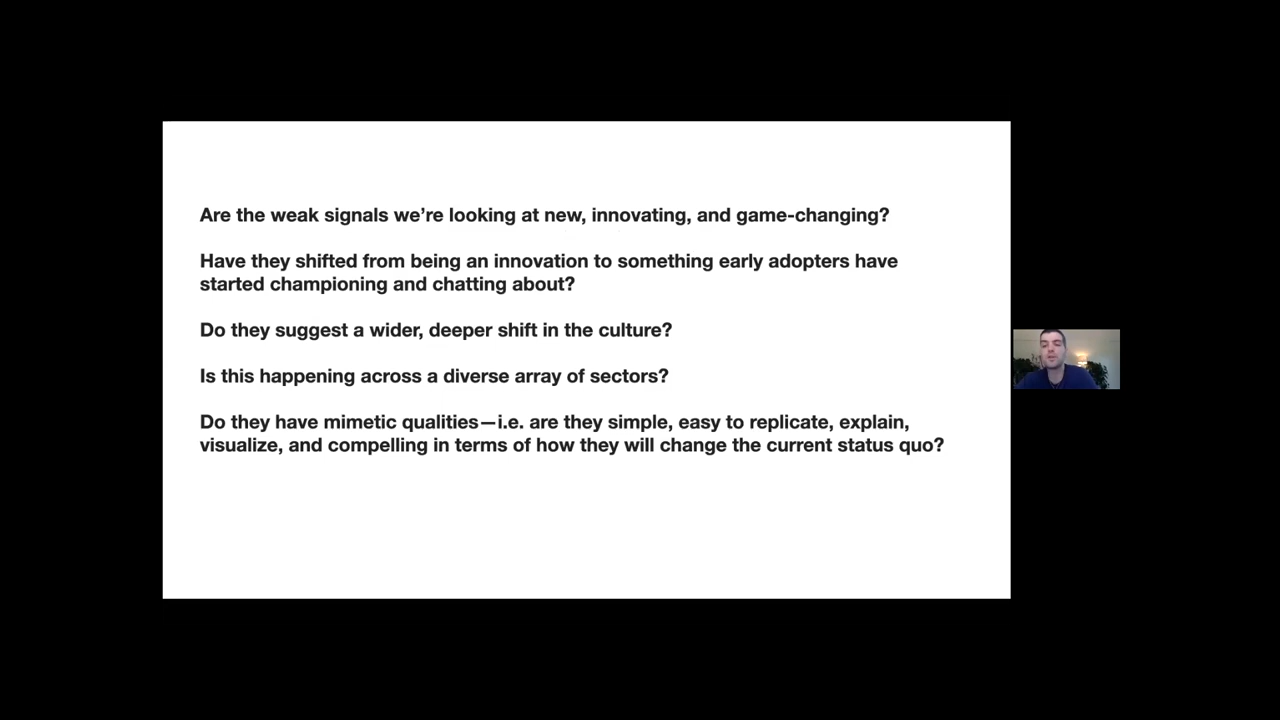 Are the weak signals we’re looking at new, innovating, and game-changing?
Have they shifted from being an innovation to something early adopters have
started championing and chatting about?
Do they suggest a wider, deeper shift in the culture?
Is this happening across a diverse array of sectors?
Do they have mimetic qualities—i.e. are they simple, easy to replicate, explain,
visualize, and compelling in terms of how they will change the current status quo?